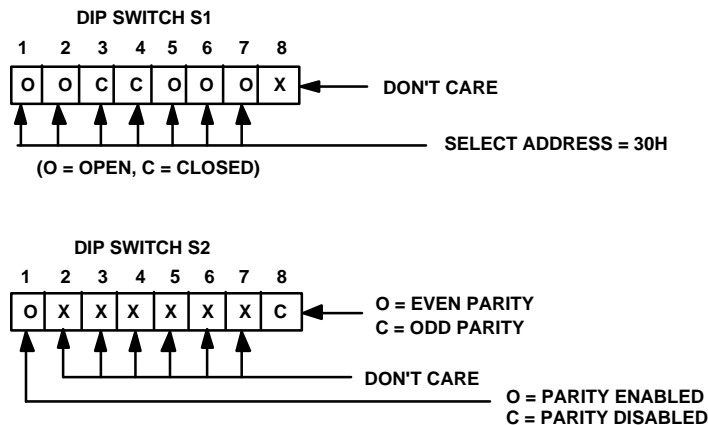 DIP SWITCH S1
1 2 3 4 5 6 7 8
O O C C O O O X
DON'T CARE
SELECT ADDRESS = 30H
(O = OPEN, C = CLOSED)
DIP SWITCH S2
1 2 3 4 5 6 7 8
O X X X X X X C
O = EVEN PARITY
C = ODD PARITY
DON'T CARE
O = PARITY ENABLED
C = PARITY DISABLED